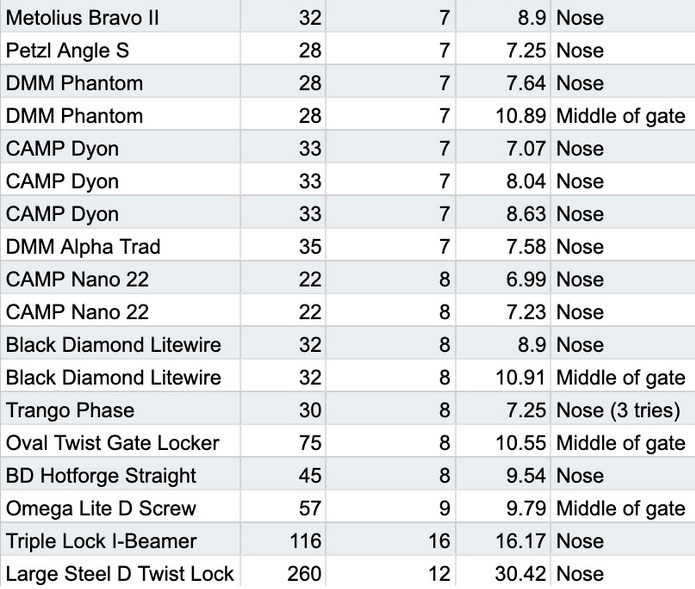 Metolius Bravo II 32 7 8.9 Nose
Petzl Angle S 28 7 7.25 Nose
DMM Phantom 28 7 7.64 Nose
DMM Phantom 28 7 10.89 Middle of gate
CAMP Dyon 33 7 7.07 Nose
CAMP Dyon 33 7 8.04 Nose
CAMP Dyon 33 7 8.63 Nose
DMM Alpha Trad 35 7 7.58 Nose
CAMP Nano 22 22 8 6.99 Nose
CAMP Nano 22 22 8 7.23 Nose
Black Diamond Litewire 32 8 8.9 Nose
Black Diamond Litewire 32 8 10.91 Middle of gate
Trango Phase 30 8 7.25 Nose (3 tries)
Oval Twist Gate Locker 75 8 10.55 Middle of gate
BD Hotforge Straight 45 8 9.54 Nose
Omega Lite D Screw 57 9 9.79 Middle of gate
Triple Lock I-Beamer 116 16 16.17 Nose
Large Steel D Twist Lock 260 12 30.42 Nose